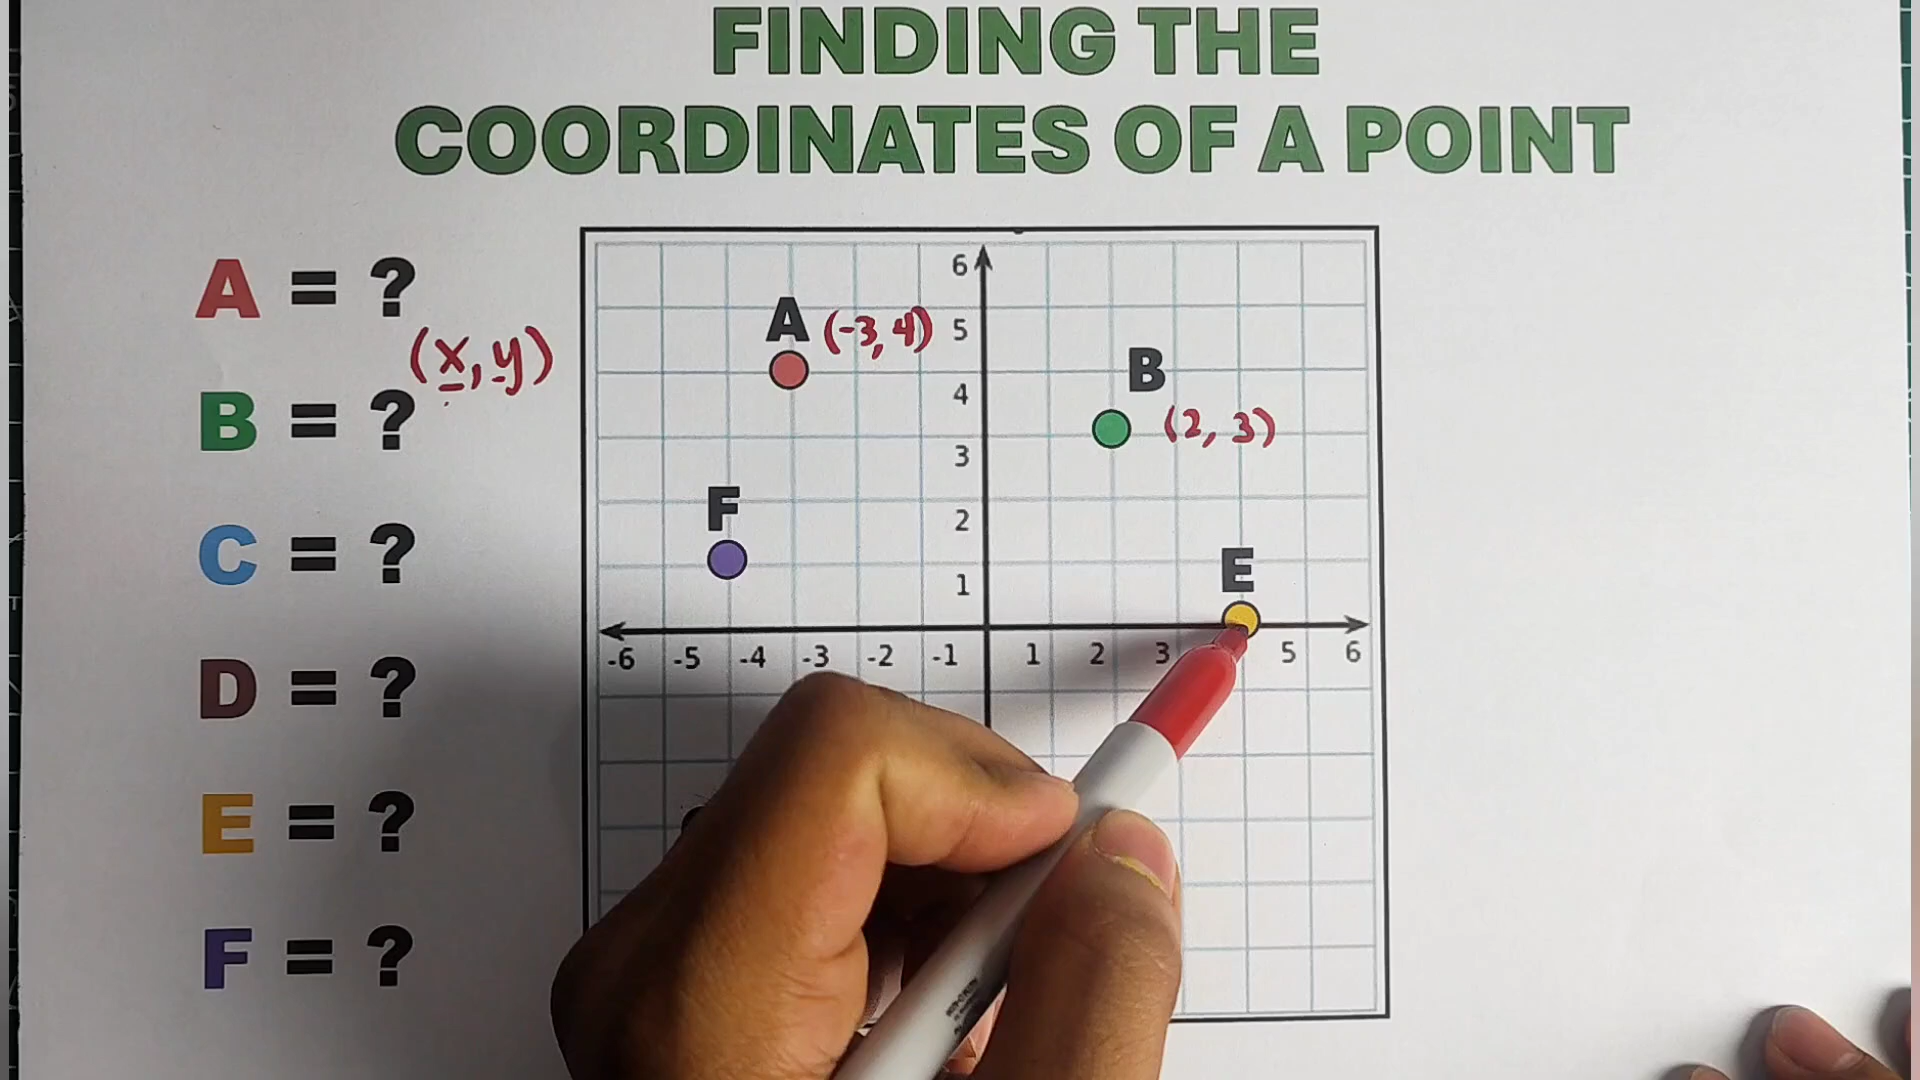 FINDING THE
COORDINATES OF A POINT
A = ?
(x, y)
B = ?
C = ?
D = ?
E = ?
F = ?
6
A (-3, 4) 5
B
4
(2, 3)
3
F
2
E
1
-6 -5 -4 -3 -2 -1 1 2 3 5 6